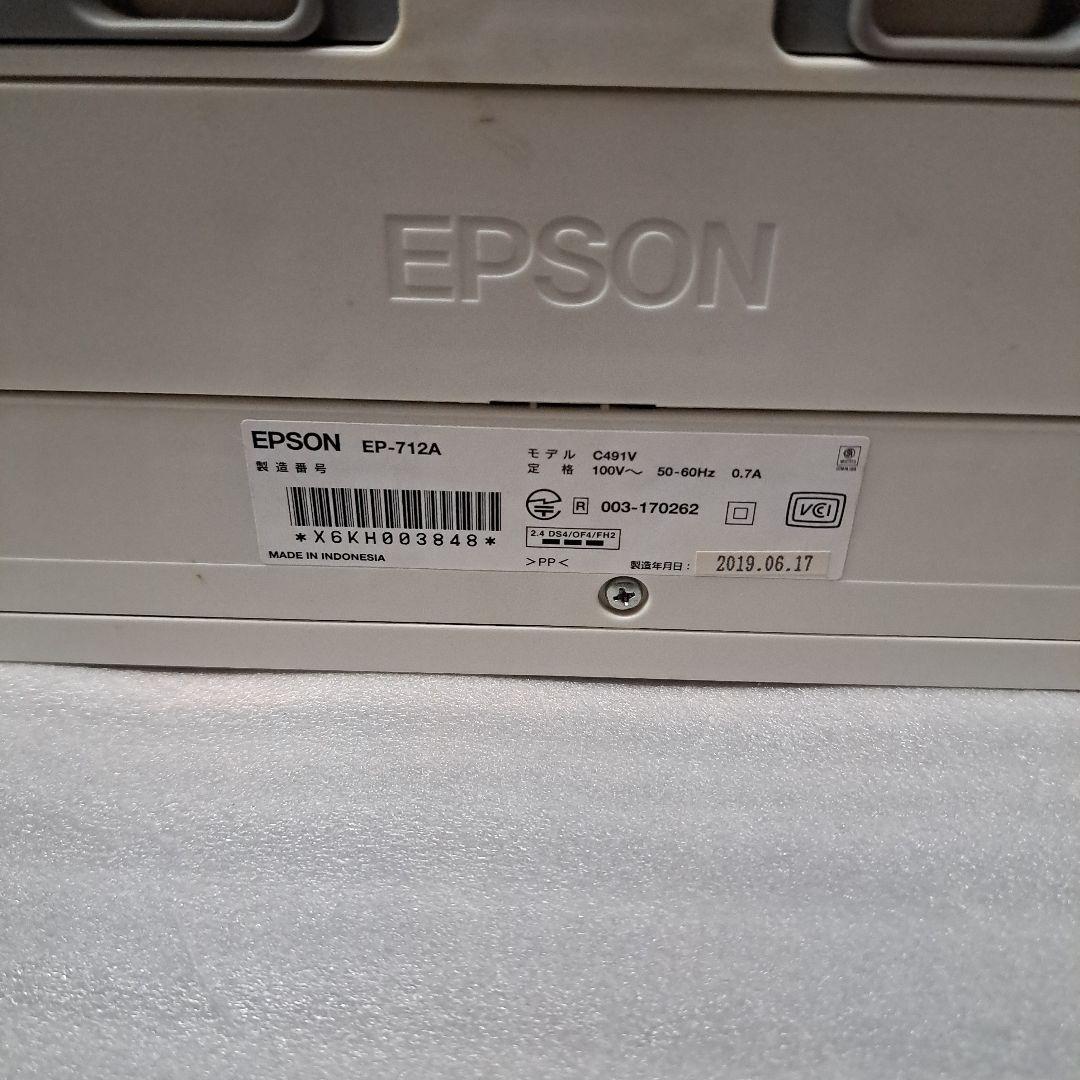 EPSON
EPSON EP-712A
製造番号
*X6KH003848*
MADE IN INDONESIA
モデル C491V
定格 100V～ 50-60Hz 0.7A
R 003-170262
VCI
2.4 DS4/OF4/FH2
>PP<
製造年月日: 2019.06.17